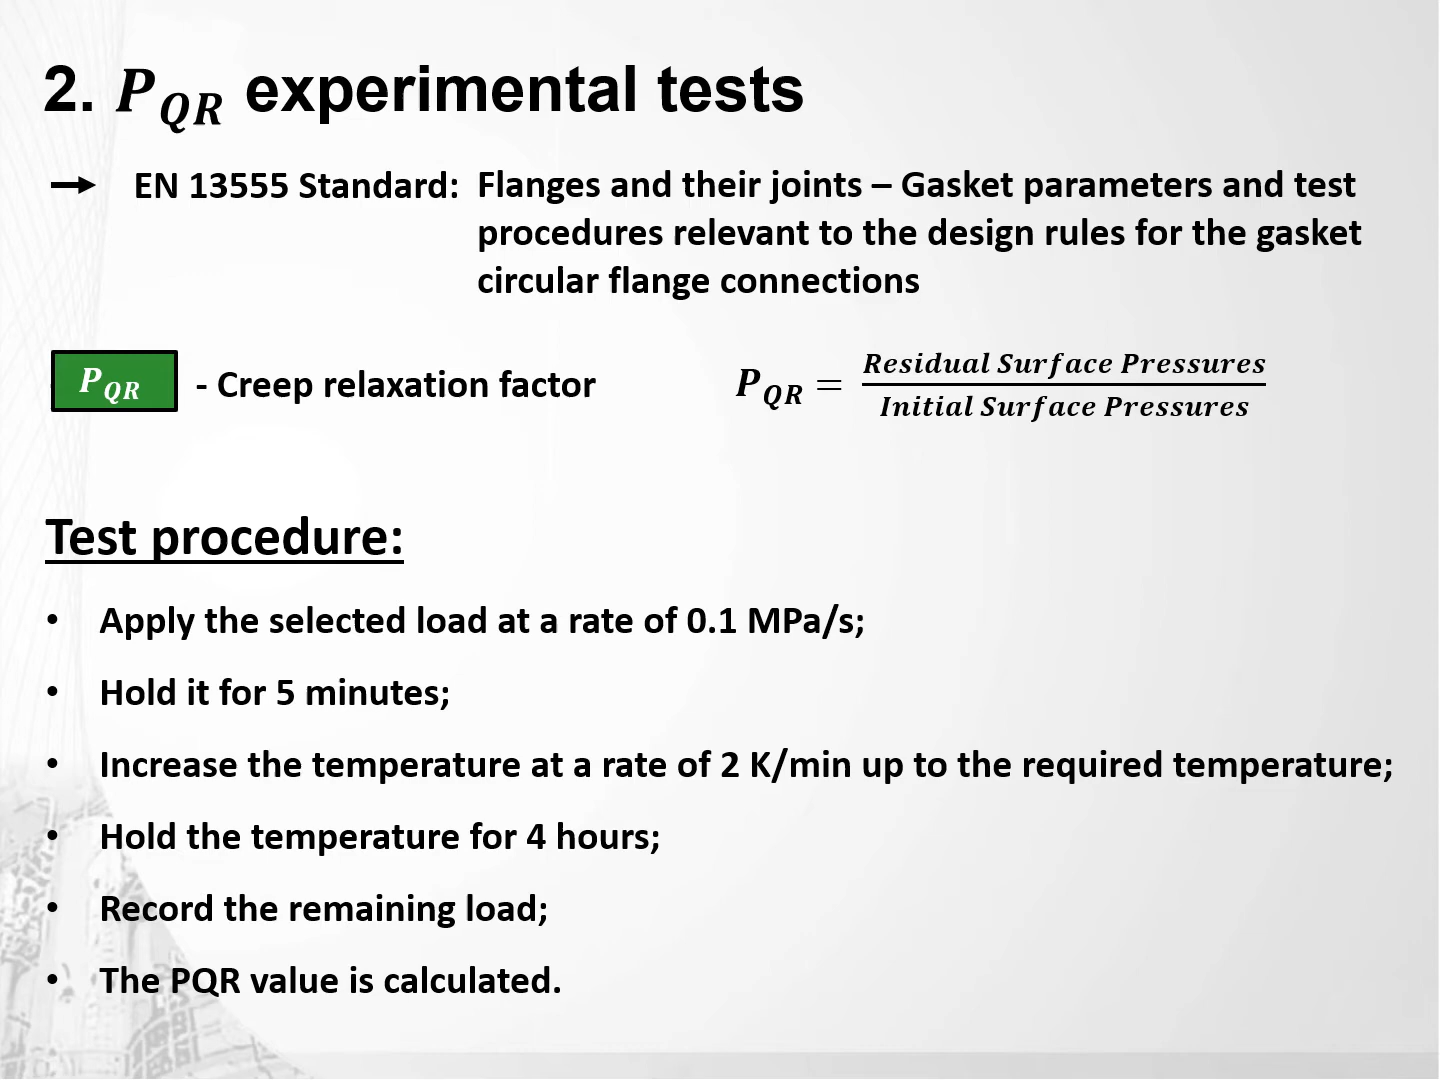 2. P_QR experimental tests
EN 13555 Standard: Flanges and their joints – Gasket parameters and test
procedures relevant to the design rules for the gasket
circular flange connections
P_QR - Creep relaxation factor
P_QR = Residual Surface Pressures / Initial Surface Pressures
Test procedure:
• Apply the selected load at a rate of 0.1 MPa/s;
• Hold it for 5 minutes;
• Increase the temperature at a rate of 2 K/min up to the required temperature;
• Hold the temperature for 4 hours;
• Record the remaining load;
• The PQR value is calculated.